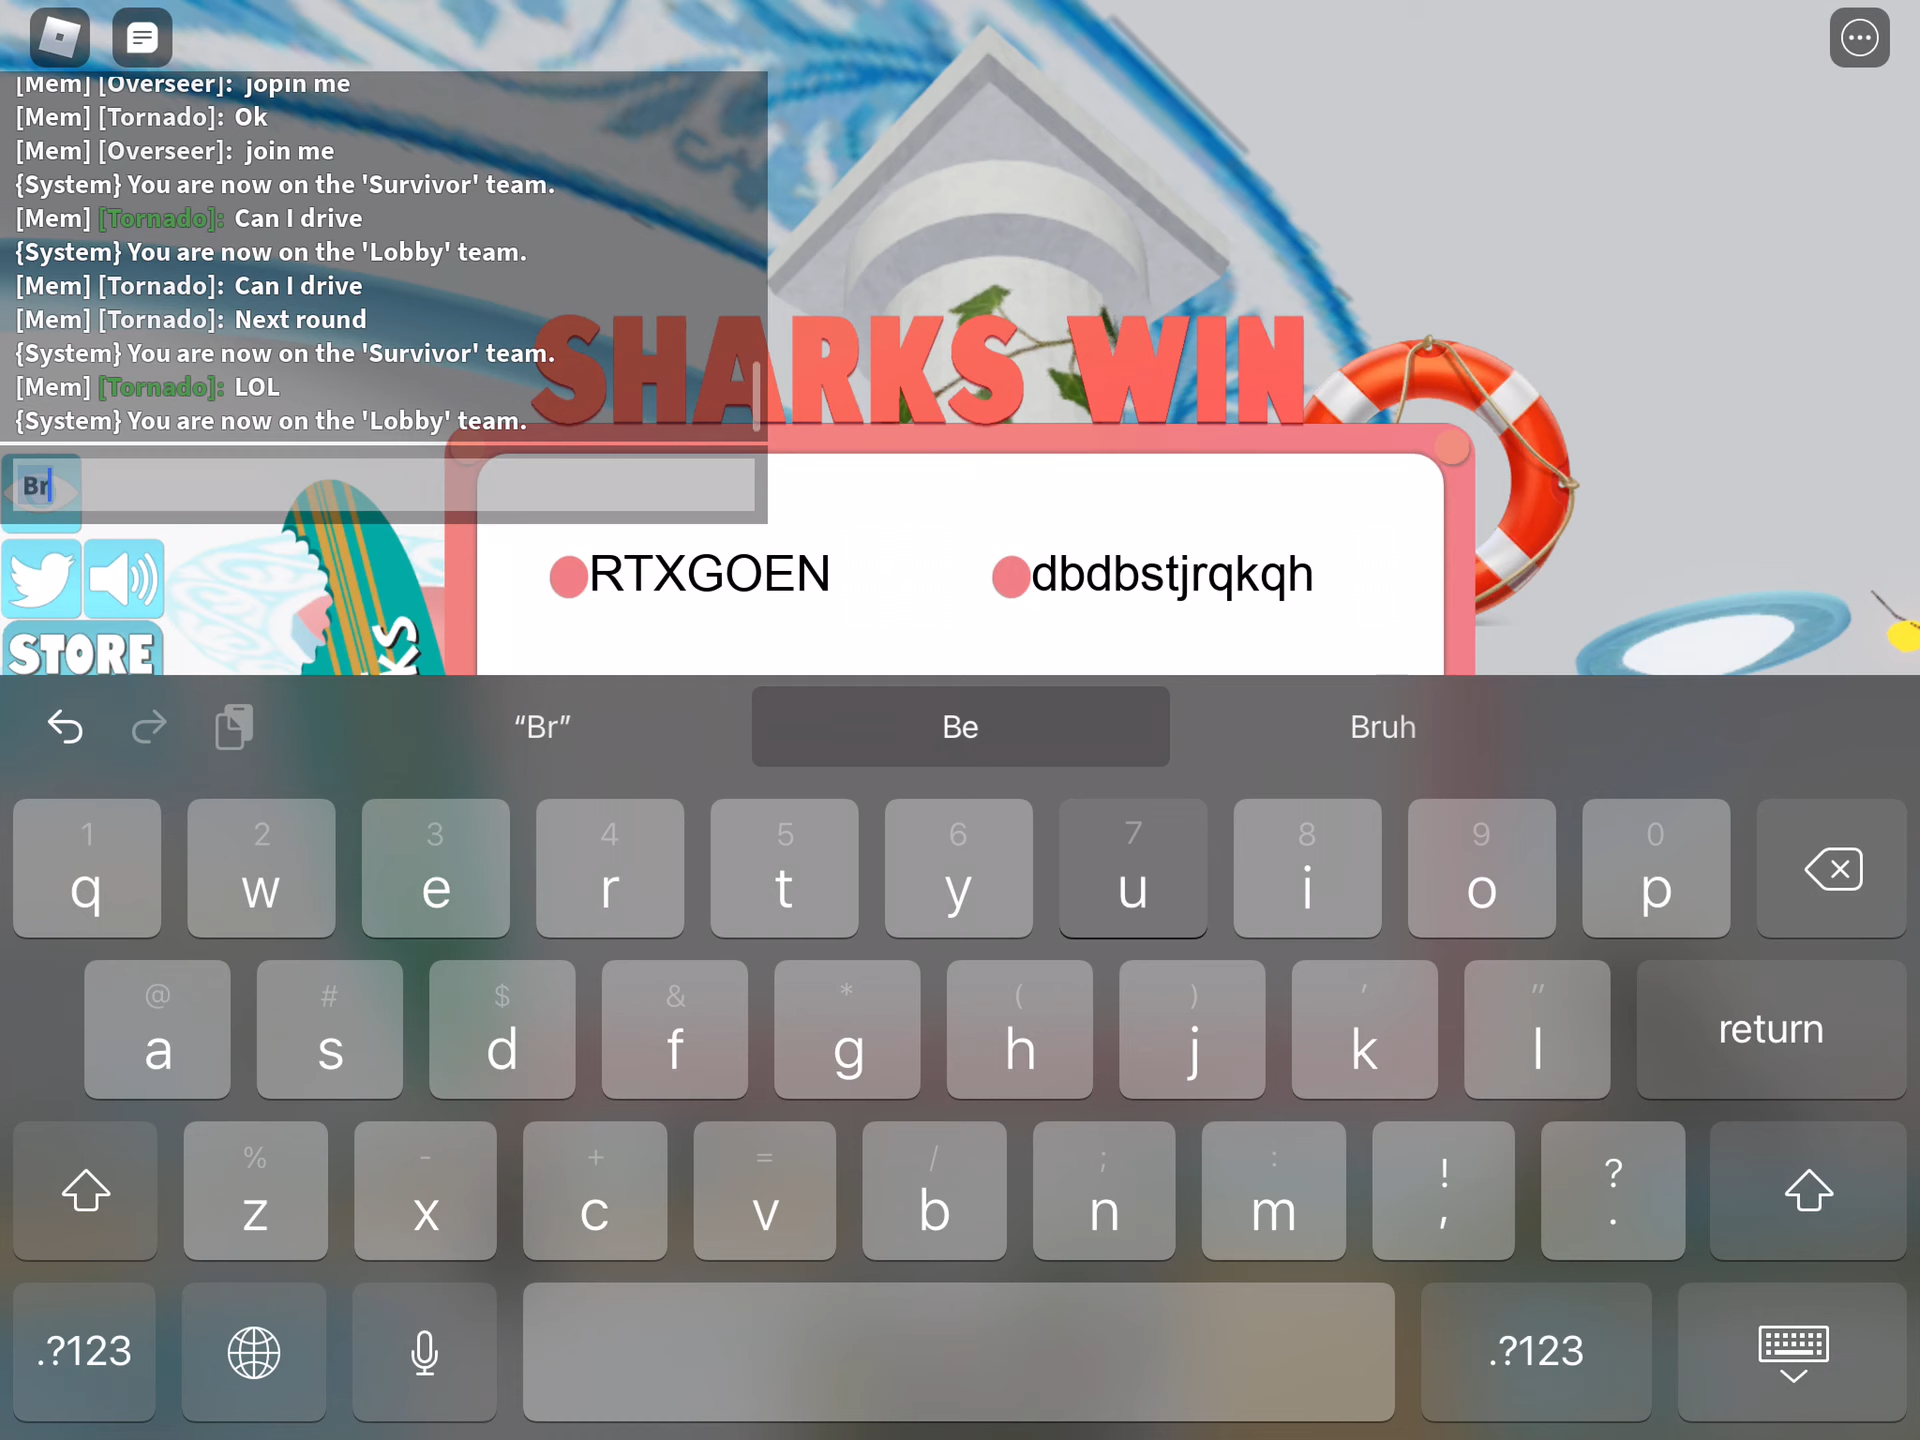 [Mem] [Overseer]: jopin me
[Mem] [Tornado]: Ok
[Mem] [Overseer]: join me
{System} You are now on the 'Survivor' team.
[Mem] [Tornado]: Can I drive
{System} You are now on the 'Lobby' team.
[Mem] [Tornado]: Can I drive
[Mem] [Tornado]: Next round
{System} You are now on the 'Survivor' team.
[Mem] [Tornado]: LOL
{System} You are now on the 'Lobby' team.
SHARKS WIN
Br
RTXGOEN dbdbstjrqkqh
STORE
KS
“Br” Be Bruh
1 2 3 4 5 6 7 8 9 0
q w e r t y u i o p
@ # $ & * ( ) ' "
a s d f g h j k l return
% - + = / ; : ! ?
z x c v b n m , .
.?123 .?123